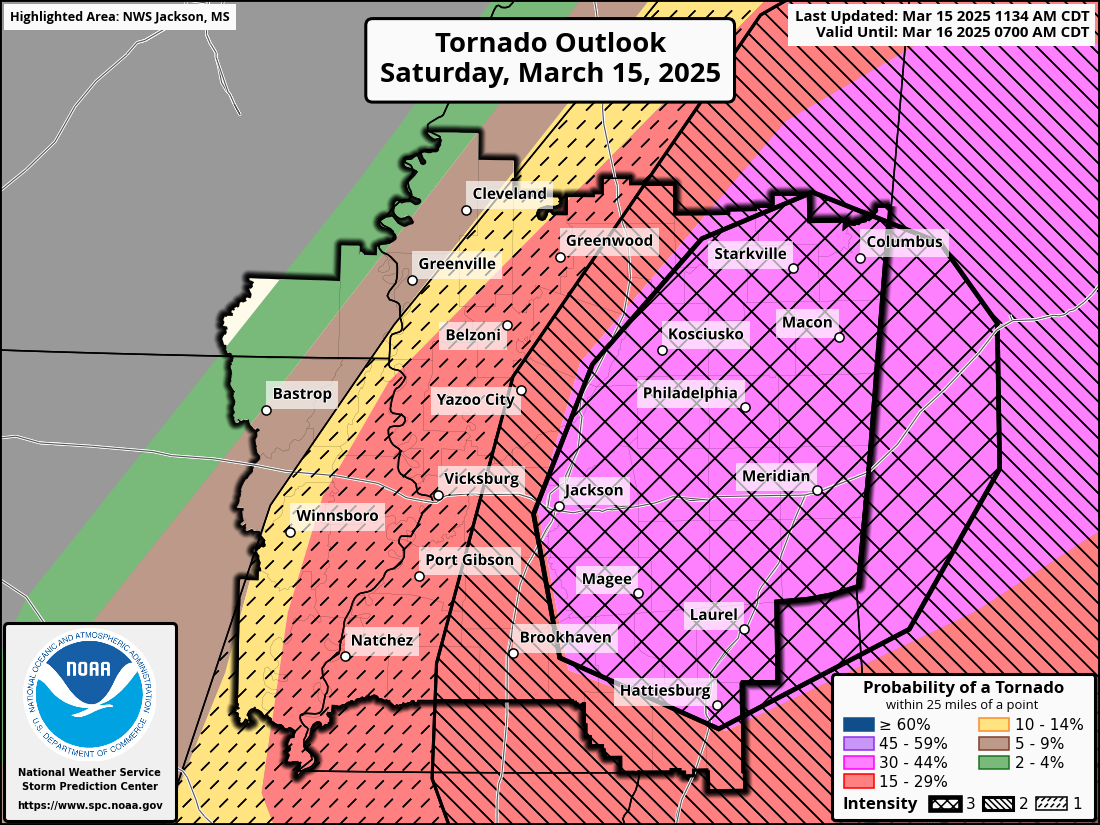 Highlighted Area: NWS Jackson, MS
Tornado Outlook
Saturday, March 15, 2025
Last Updated: Mar 15 2025 1134 AM CDT
Valid Until: Mar 16 2025 0700 AM CDT
Cleveland
Greenwood
Columbus
Starkville
Greenville
Macon
Belzoni
Kosciusko
Bastrop
Yazoo City
Philadelphia
Vicksburg
Jackson
Meridian
Winnsboro
Port Gibson
Magee
Laurel
Natchez
Brookhaven
Hattiesburg
NATIONAL OCEANIC AND ATMOSPHERIC ADMINISTRATION
NOAA
U.S. DEPARTMENT OF COMMERCE
National Weather Service
Storm Prediction Center
https://www.spc.noaa.gov
Probability of a Tornado
within 25 miles of a point
≥ 60%
10 - 14%
45 - 59%
5 - 9%
30 - 44%
2 - 4%
15 - 29%
Intensity 3 2 1